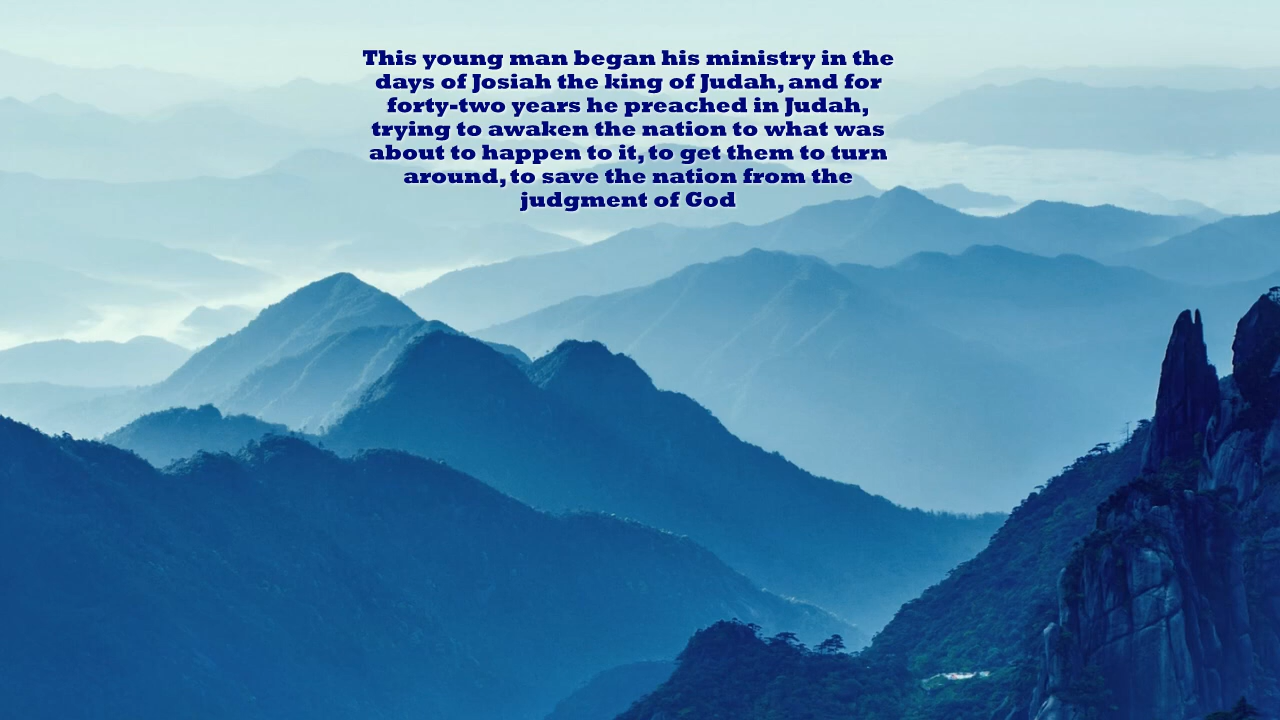 This young man began his ministry in the
days of Josiah the king of Judah, and for
forty-two years he preached in Judah,
trying to awaken the nation to what was
about to happen to it, to get them to turn
around, to save the nation from the
judgment of God